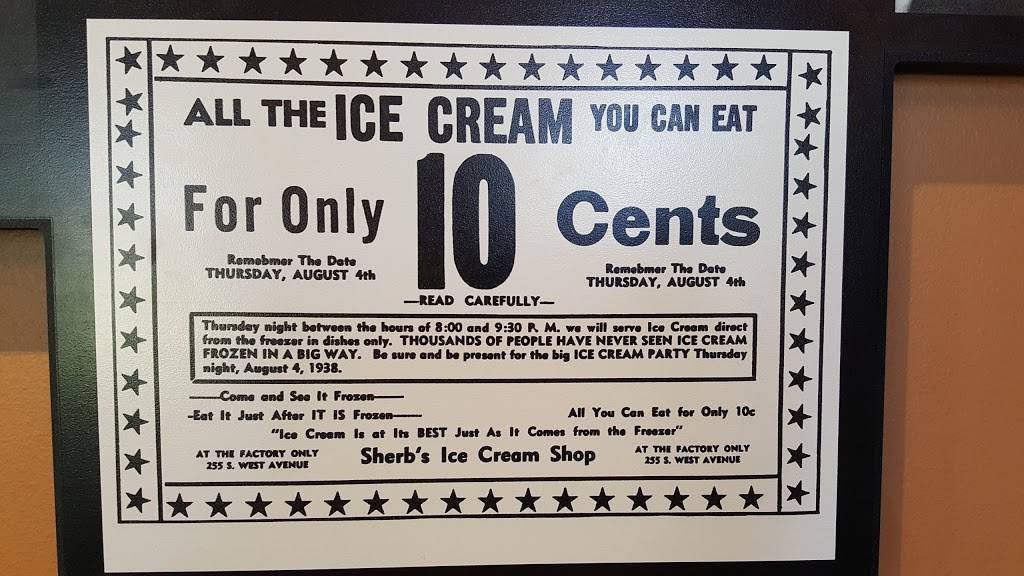 ALL THE ICE CREAM YOU CAN EAT
For Only 10 Cents
Remebmer The Date
THURSDAY, AUGUST 4th
Remebmer The Date
THURSDAY, AUGUST 4th
—READ CAREFULLY—
Thursday night between the hours of 8:00 and 9:30 P. M. we will serve Ice Cream direct
from the freezer in dishes only. THOUSANDS OF PEOPLE HAVE NEVER SEEN ICE CREAM
FROZEN IN A BIG WAY. Be sure and be present for the big ICE CREAM PARTY Thursday
night, August 4, 1938.
——Come and See It Frozen——
-Eat It Just After IT IS Frozen——
All You Can Eat for Only 10c
"Ice Cream Is at Its BEST Just As It Comes from the Freezer"
AT THE FACTORY ONLY
255 S. WEST AVENUE
Sherb's Ice Cream Shop
AT THE FACTORY ONLY
255 S. WEST AVENUE